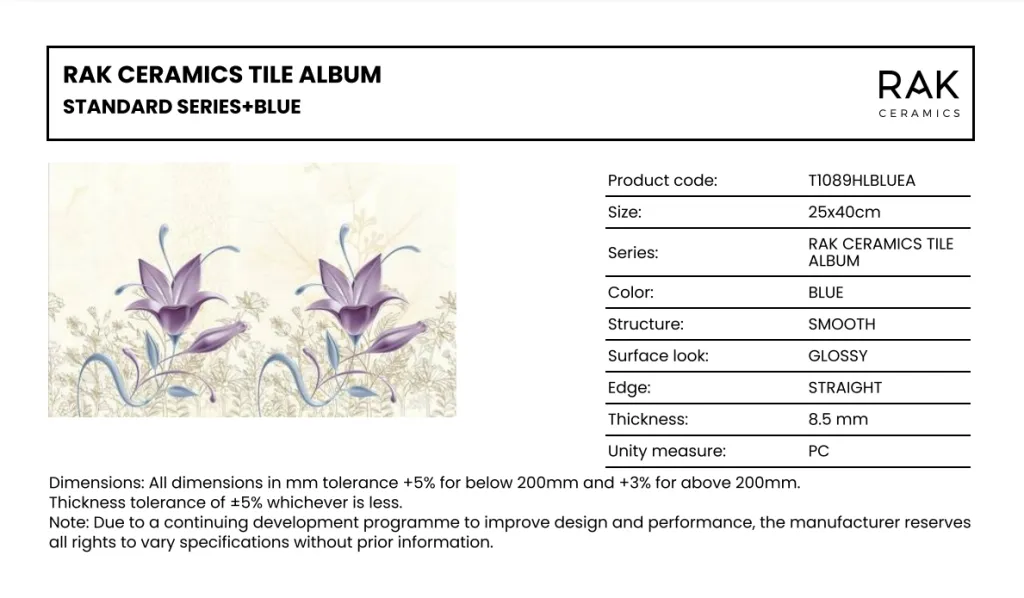 RAK CERAMICS TILE ALBUM
STANDARD SERIES+BLUE
RAK
CERAMICS
Product code: T1089HLBLUEA
Size: 25x40cm
Series: RAK CERAMICS TILE
ALBUM
Color: BLUE
Structure: SMOOTH
Surface look: GLOSSY
Edge: STRAIGHT
Thickness: 8.5 mm
Unity measure: PC
Dimensions: All dimensions in mm tolerance +5% for below 200mm and +3% for above 200mm.
Thickness tolerance of ±5% whichever is less.
Note: Due to a continuing development programme to improve design and performance, the manufacturer reserves
all rights to vary specifications without prior information.